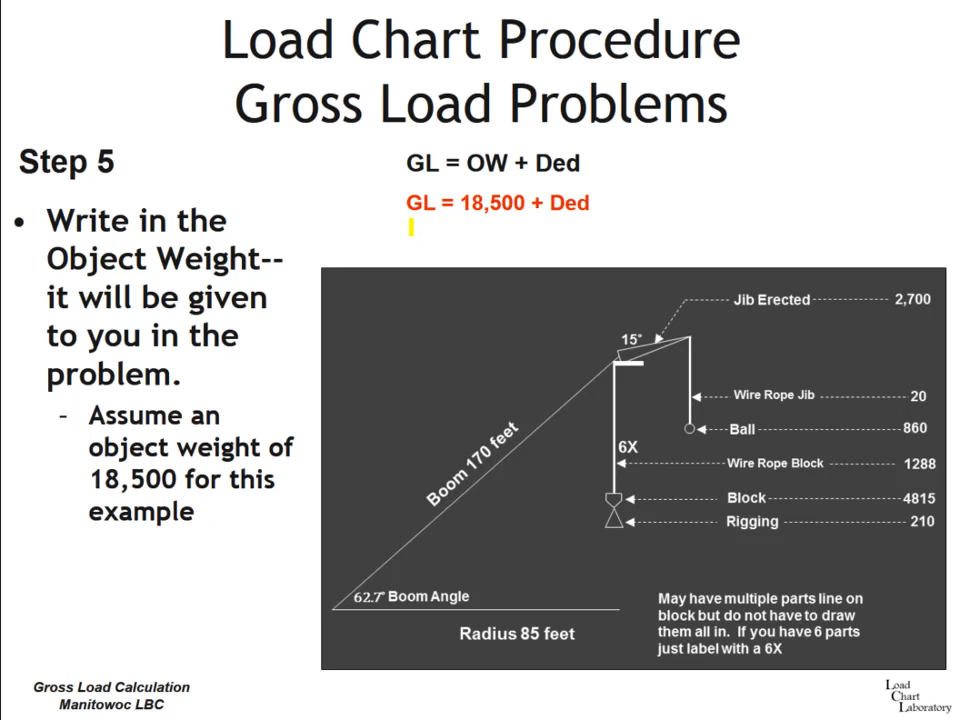 Load Chart Procedure
Gross Load Problems
Step 5
GL = OW + Ded
GL = 18,500 + Ded
• Write in the
Object Weight--
it will be given
to you in the
problem.
- Assume an
object weight of
18,500 for this
example
Jib Erected 2,700
15°
Wire Rope Jib 20
Ball 860
Boom 170 feet
6X
Wire Rope Block 1288
Block 4815
Rigging 210
62.7° Boom Angle
Radius 85 feet
May have multiple parts line on
block but do not have to draw
them all in. If you have 6 parts
just label with a 6X
Gross Load Calculation
Manitowoc LBC
Load
Chart
Laboratory